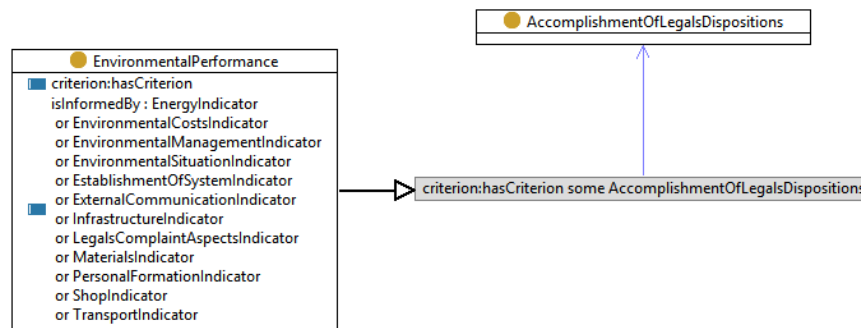 AccomplishmentOfLegalsDispositions
EnvironmentalPerformance
criterion:hasCriterion
isInformedBy : EnergyIndicator
or EnvironmentalCostsIndicator
or EnvironmentalManagementIndicator
or EnvironmentalSituationIndicator
or EstablishmentOfSystemIndicator
or ExternalCommunicationIndicator
or InfrastructureIndicator
or LegalsComplaintAspectsIndicator
or MaterialsIndicator
or PersonalFormationIndicator
or ShopIndicator
or TransportIndicator
criterion:hasCriterion some AccomplishmentOfLegalsDispositions